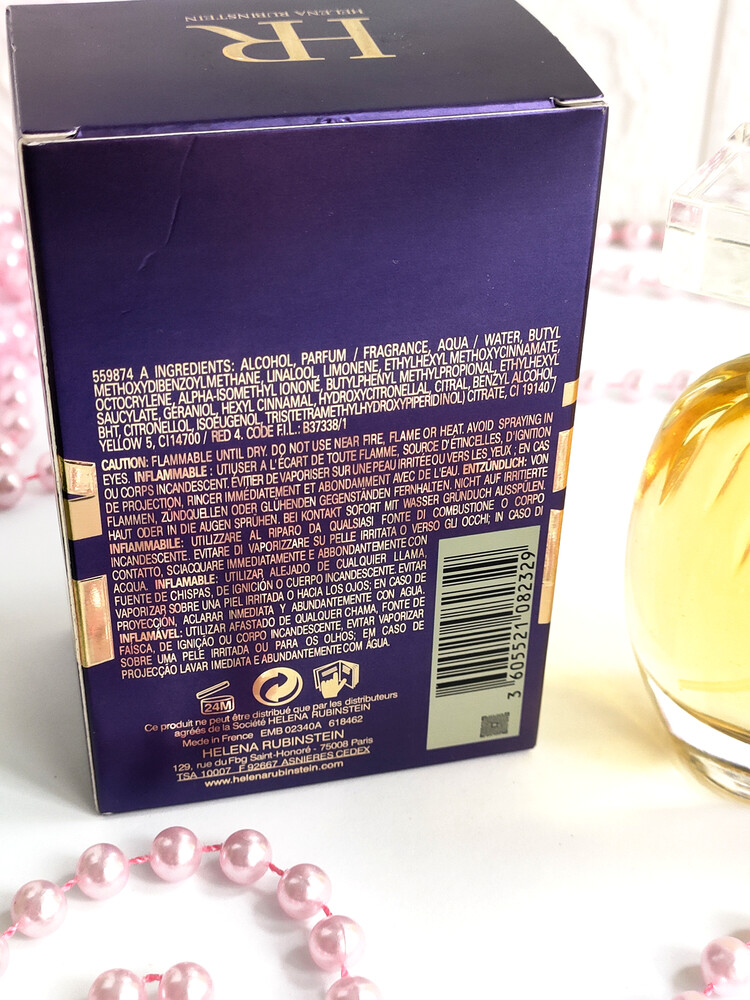 HR
HELENA RUBINSTEIN
559874 A INGREDIENTS: ALCOHOL, PARFUM / FRAGRANCE, AQUA / WATER, BUTYL
METHOXYDIBENZOYLMETHANE, LINALOOL, LIMONENE, ETHYLHEXYL METHOXYCINNAMATE,
OCTOCRYLENE, ALPHA-ISOMETHYL IONONE, BUTYLPHENYL METHYLPROPIONAL, ETHYLHEXYL
SALICYLATE, GERANIOL, HEXYL CINNAMAL, HYDROXYCITRONELLAL, CITRAL, BENZYL ALCOHOL,
BHT, CITRONELLOL, ISOEUGENOL, TRIS(TETRAMETHYLHYDROXYPIPERIDINOL) CITRATE, CI 19140 /
YELLOW 5, CI14700 / RED 4. CODE F.I.L.: B37338/1
CAUTION: FLAMMABLE UNTIL DRY. DO NOT USE NEAR FIRE, FLAME OR HEAT. AVOID SPRAYING IN
EYES. INFLAMMABLE : UTILISER A L'ÉCART DE TOUTE FLAMME, SOURCE D'ÉTINCELLES, D'IGNITION
OU CORPS INCANDESCENT. ÉVITER DE VAPORISER SUR UNE PEAU IRRITÉE OU VERS LES YEUX ; EN CAS
DE PROJECTION, RINCER IMMÉDIATEMENT ET ABONDAMMENT AVEC DE L'EAU. ENTZÜNDLICH: VON
FLAMMEN, ZÜNDQUELLEN ODER GLÜHENDEN GEGENSTÄNDEN FERNHALTEN. NICHT AUF IRRITIERTE
HAUT ODER IN DIE AUGEN SPRÜHEN. BEI KONTAKT SOFORT MIT WASSER GRÜNDLICH AUSSPÜLEN.
INFIAMMABILE: UTILIZZARE AL RIPARO DA QUALSIASI FONTE DI COMBUSTIONE O CORPO
INCANDESCENTE. EVITARE DI VAPORIZZARE SU PELLE IRRITATA O VERSO GLI OCCHI; IN CASO DI
CONTATTO, SCIACQUARE IMMEDIATAMENTE E ABBONDANTEMENTE CON
ACQUA. INFLAMABLE: UTILIZAR ALEJADO DE CUALQUIER LLAMA,
FUENTE DE CHISPAS, DE IGNICIÓN O CUERPO INCANDESCENTE. EVITAR
VAPORIZAR SOBRE UNA PIEL IRRITADA O HACIA LOS OJOS; EN CASO DE
PROYECCIÓN, ACLARAR INMEDIATA Y ABUNDANTEMENTE CON AGUA.
INFLAMÁVEL: UTILIZAR AFASTADO DE QUALQUER CHAMA, FONTE DE
FAÍSCA, DE IGNIÇÃO OU CORPO INCANDESCENTE. EVITAR VAPORIZAR
SOBRE UMA PELE IRRITADA OU PARA OS OLHOS; EM CASO DE
PROJECÇÃO LAVAR IMEDIATA E ABUNDANTEMENTE COM ÁGUA.
24M
Ce produit ne peut être distribué que par les distributeurs
agréés de la Société HELENA RUBINSTEIN
Made in France EMB 02340A 618462
HELENA RUBINSTEIN
129, rue du Fbg Saint-Honoré - 75008 Paris
TSA 10007 F 92667 ASNIERES CEDEX
www.helenarubinstein.com
3 605521 082329